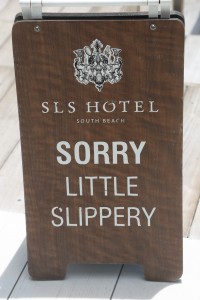 SLS HOTEL
SOUTH BEACH
SORRY
LITTLE
SLIPPERY